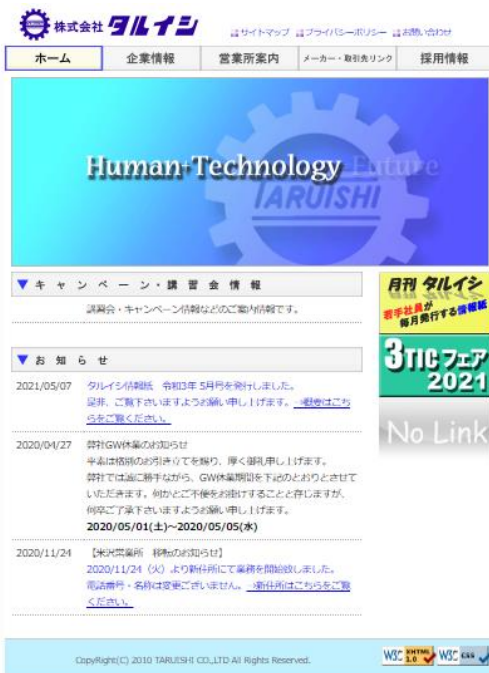 株式会社 タルイシ
サイトマップ プライバシーポリシー お問い合わせ
ホーム 企業情報 営業所案内 メーカー・取引先リンク 採用情報
Human+Technology=Future
TARUISHI
キャンペーン・講習会情報
講習会・キャンペーン情報などのご案内情報です。
お知らせ
2021/05/07 タルイシ情報紙 令和3年 5月号を発行しました。
是非、ご覧下さいますようお願い申し上げます。→概要はこち
らをご覧ください。
2020/04/27 弊社GW休業のお知らせ
平素は格別のお引き立てを賜り、厚く御礼申し上げます。
弊社では誠に勝手ながら、GW休業期間を下記のとおりとさせて
いただきます。何かとご不便をお掛けすることと存じますが、
何卒ご了承下さいますようお願い申し上げます。
2020/05/01(土)～2020/05/05(水)
2020/11/24 【米沢営業所 移転のお知らせ】
2020/11/24（火）より新住所にて業務を開始致しました。
電話番号・名称は変更ございません。→新住所はこちらをご覧
ください。
月刊 タルイシ
若手社員が
毎月発行する情報紙
3TICフェア
2021
No Link
CopyRight(C) 2010 TARUISHI CO.,LTD All Rights Reserved.
W3C XHTML 1.0 W3C css